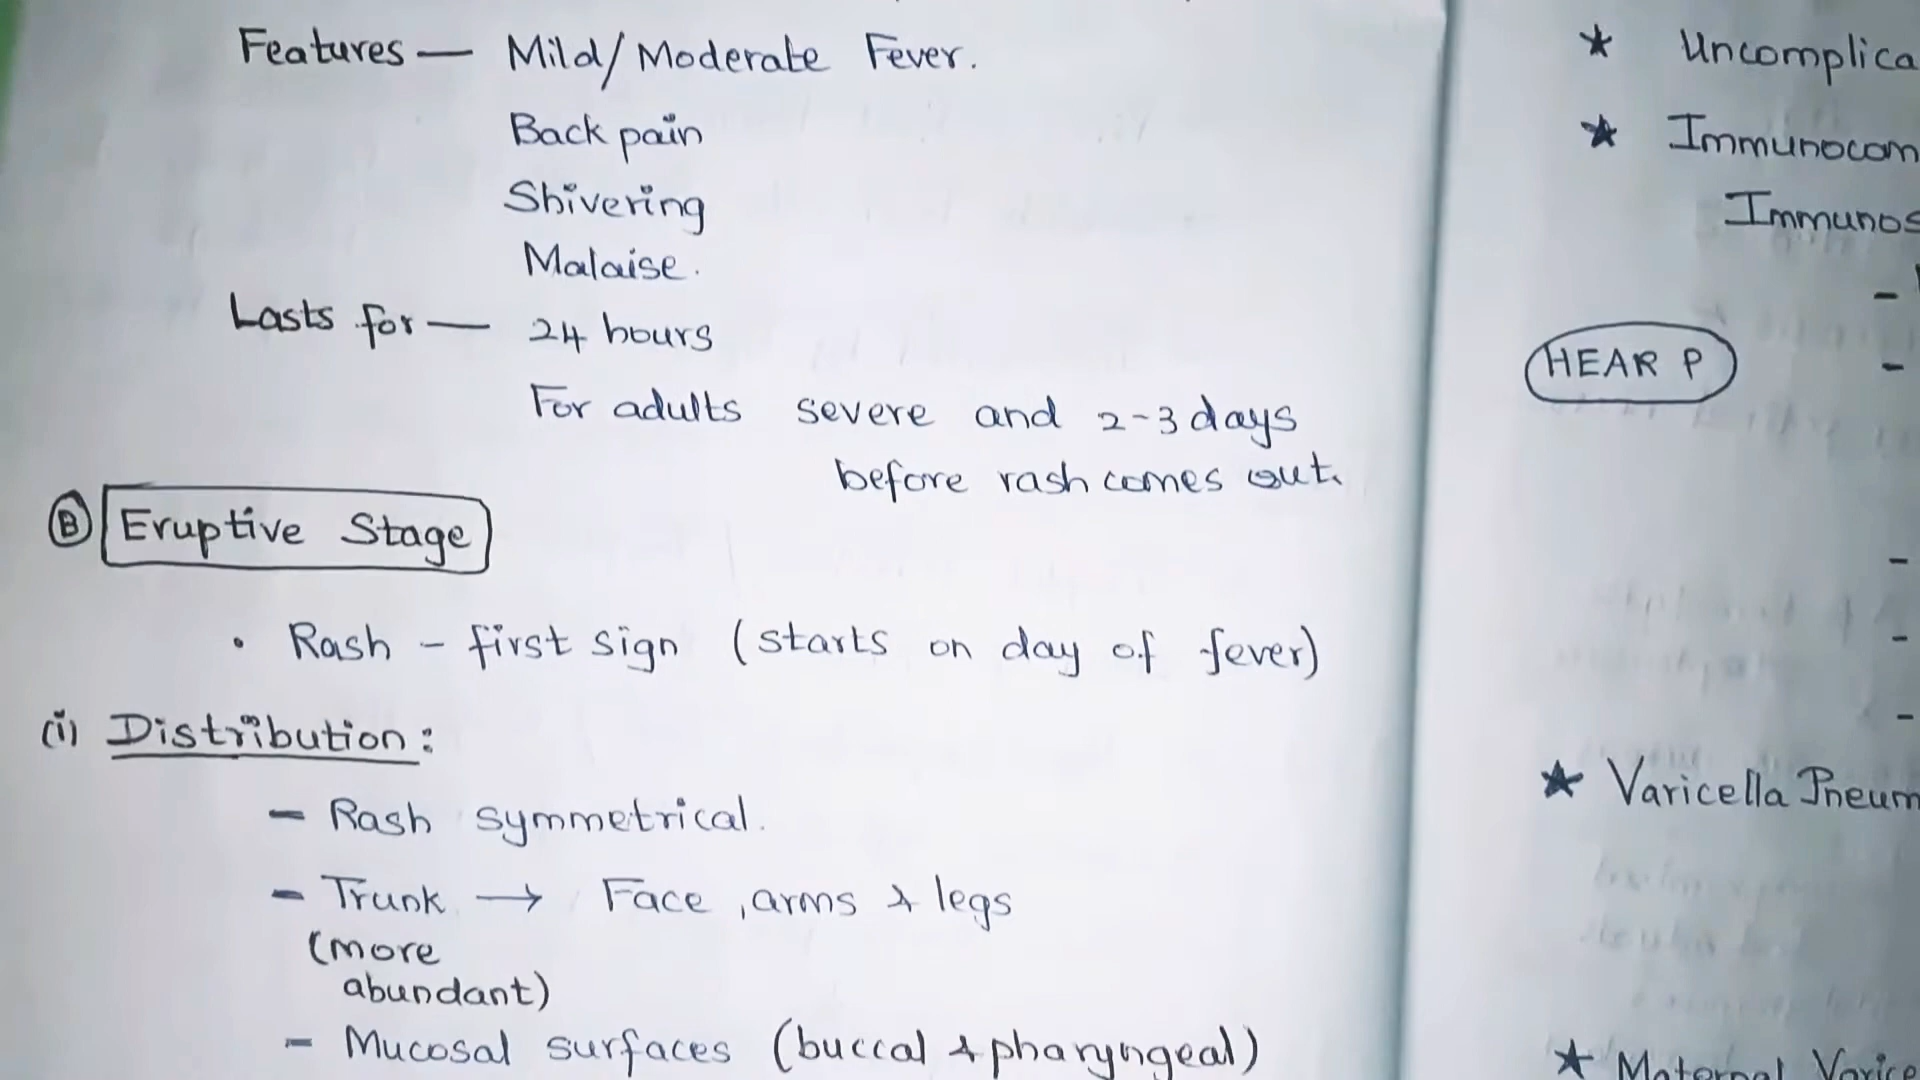 Features — Mild/Moderate Fever.
Back pain
Shivering
Malaise.
Lasts for — 24 hours
For adults severe and 2-3 days
before rash comes out.
Ⓑ Eruptive Stage
• Rash - first sign (starts on day of fever)
(i) Distribution:
- Rash symmetrical.
- Trunk → Face, arms & legs
(more
abundant)
- Mucosal surfaces (buccal & pharyngeal)
★ Uncomplica
★ Immunocom
Immunos
-
HEAR P -
-
-
-
★ Varicella Pneum
★ Maternal Varice